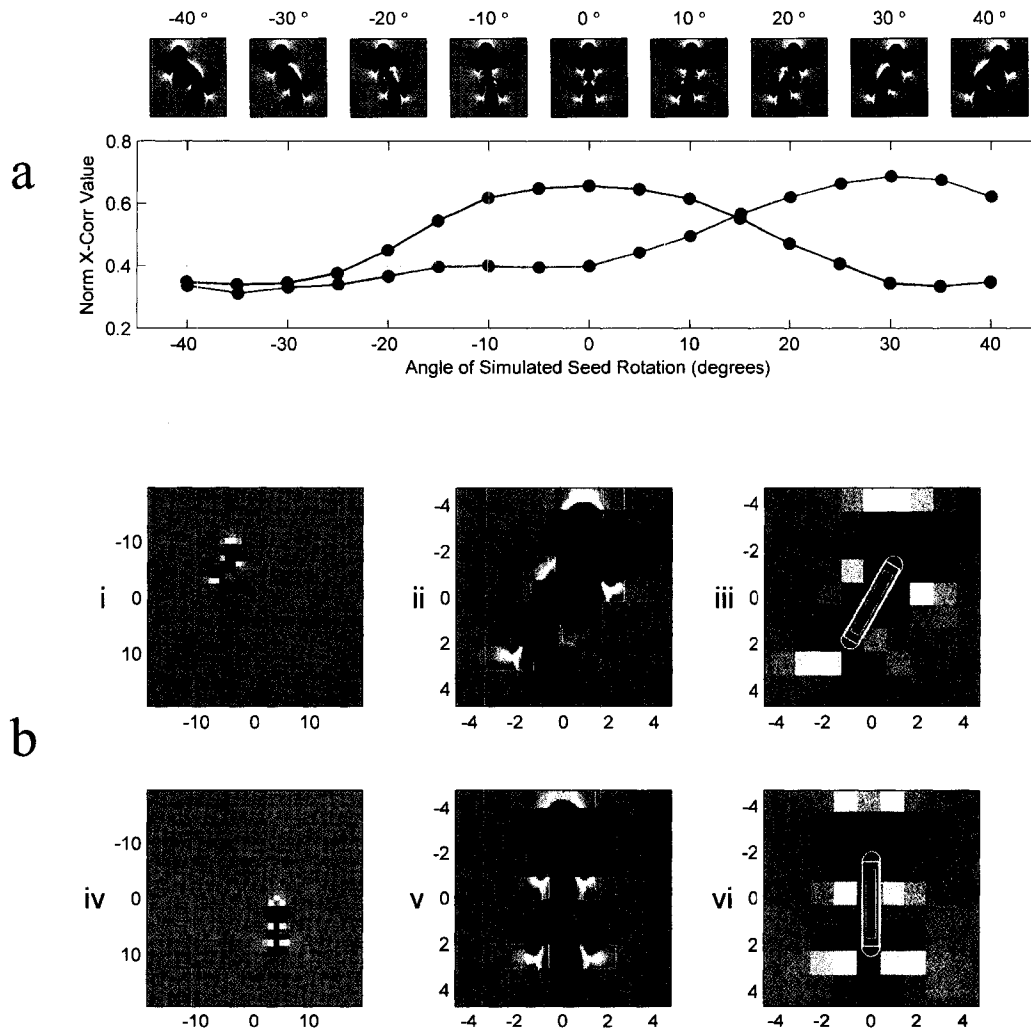 -40 ° -30 ° -20 ° -10 ° 0 ° 10 ° 20 ° 30 ° 40 °
a
0.8
0.6
0.4
0.2
Norm X-Corr Value
-40 -30 -20 -10 0 10 20 30 40
Angle of Simulated Seed Rotation (degrees)
b
i
-10
0
10
-10 0 10
ii
-4
-2
0
2
4
-4 -2 0 2 4
iii
-4
-2
0
2
4
-4 -2 0 2 4
iv
-10
0
10
-10 0 10
v
-4
-2
0
2
4
-4 -2 0 2 4
vi
-4
-2
0
2
4
-4 -2 0 2 4